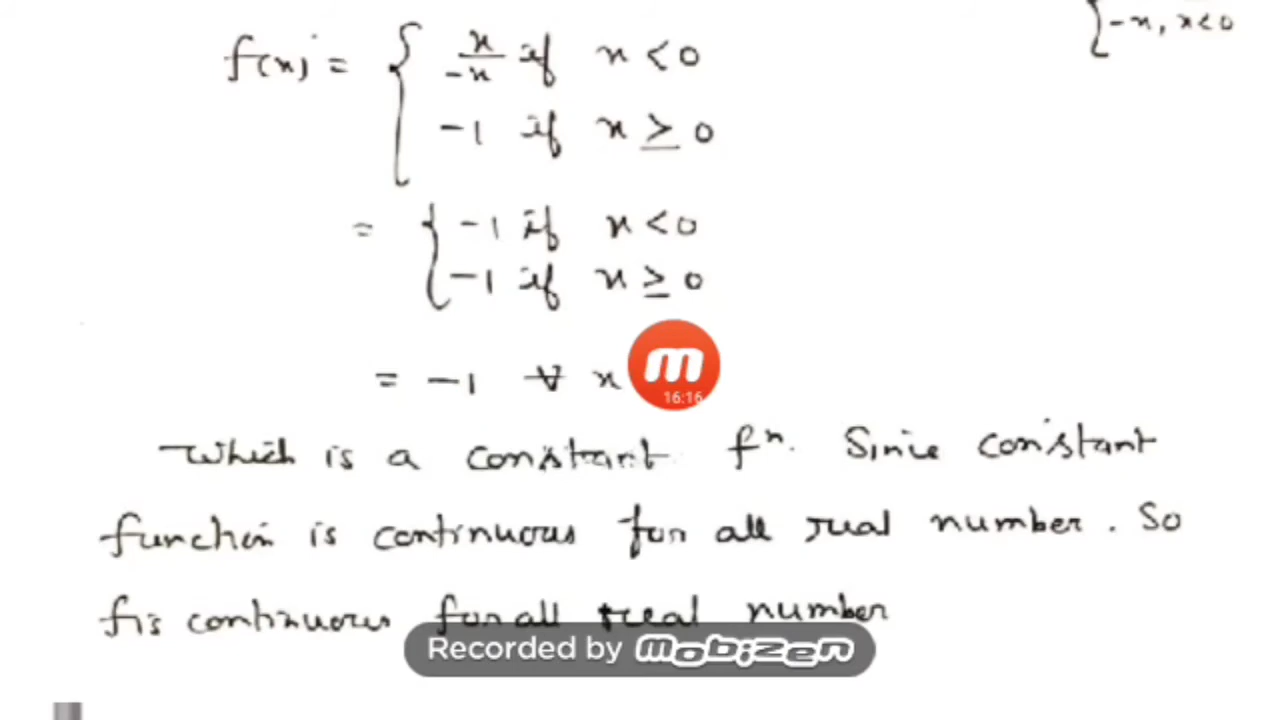 -x, x<0
f(x) = { x/-x if x < 0
-1 if x ≥ 0
= { -1 if x < 0
-1 if x ≥ 0
= -1 ∀ x
m
16:16
Which is a constant fⁿ. Since constant
function is continuous for all real number. So
f is continuous for all real number
Recorded by mobizen